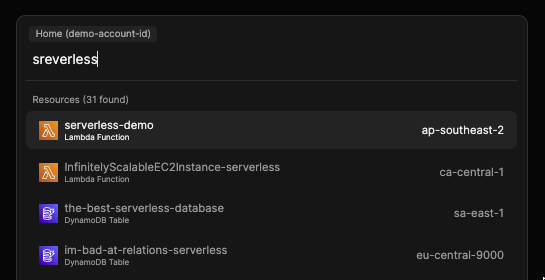 Home (demo-account-id)
sreverless
Resources (31 found)
serverless-demo
Lambda Function
ap-southeast-2
InfinitelyScalableEC2Instance-serverless
Lambda Function
ca-central-1
the-best-serverless-database
DynamoDB Table
sa-east-1
im-bad-at-relations-serverless
DynamoDB Table
eu-central-9000